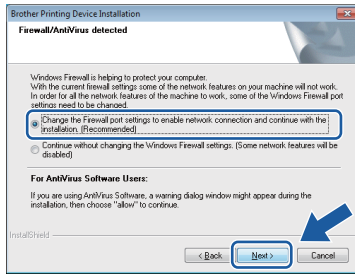 Brother Printing Device Installation
Firewall/AntiVirus detected
Windows Firewall is helping to protect your computer.
With the current firewall settings some of the network features on your machine will not work.
In order for all the network features of the machine to work, some of the Windows Firewall port
settings need to be changed.
Change the Firewall port settings to enable network connection and continue with the
installation. (Recommended)
Continue without changing the Windows Firewall settings. (Some network features will be
disabled)
For AntiVirus Software Users:
If you are using AntiVirus Software, a warning dialog window might appear during the
installation, then choose "allow" to continue.
InstallShield
< Back
Next >
Cancel